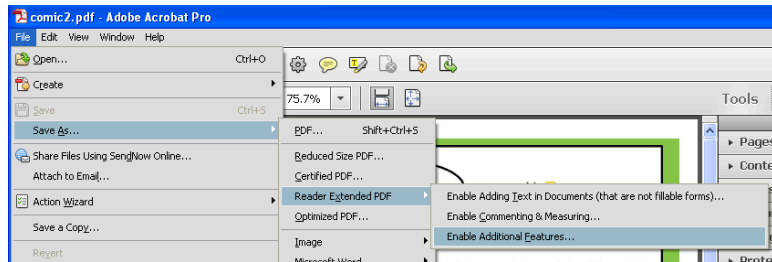 comic2.pdf - Adobe Acrobat Pro
File Edit View Window Help
Open... Ctrl+O
Create
75.7%
Tools
Save Ctrl+S
Save As...
PDF... Shift+Ctrl+S
Pages
Share Files Using SendNow Online...
Reduced Size PDF...
Attach to Email...
Certified PDF...
Action Wizard
Reader Extended PDF
Enable Adding Text in Documents (that are not fillable forms)...
Save a Copy...
Optimized PDF...
Enable Commenting & Measuring...
Revert
Image
Enable Additional Features...
Microsoft Word